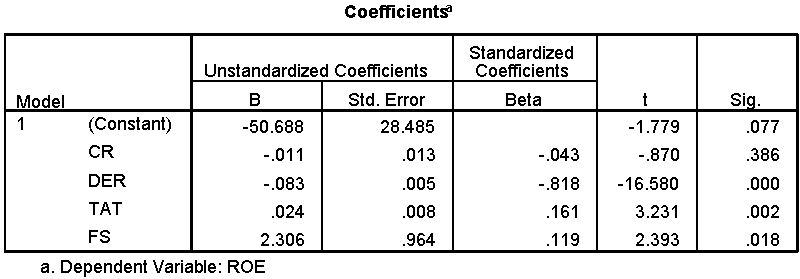 Coefficientsa
Model Unstandardized Coefficients Standardized Coefficients t Sig.
B Std. Error Beta
1 (Constant) -50.688 28.485 -1.779 .077
CR -.011 .013 -.043 -.870 .386
DER -.083 .005 -.818 -16.580 .000
TAT .024 .008 .161 3.231 .002
FS 2.306 .964 .119 2.393 .018
a. Dependent Variable: ROE